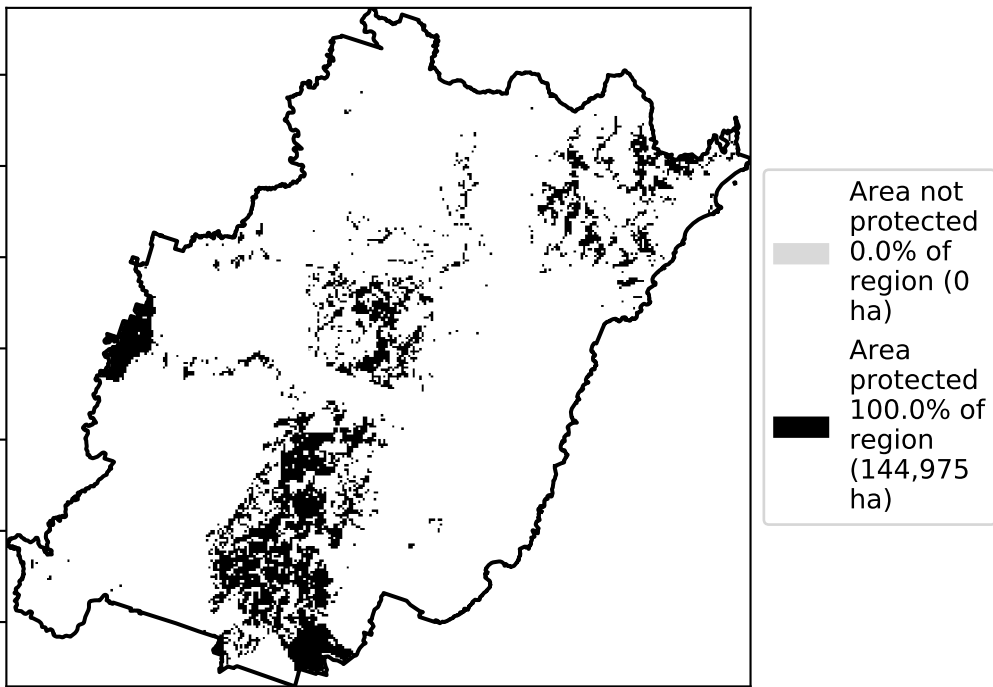 Area not
protected
0.0% of
region (0
ha)
Area
protected
100.0% of
region
(144,975
ha)